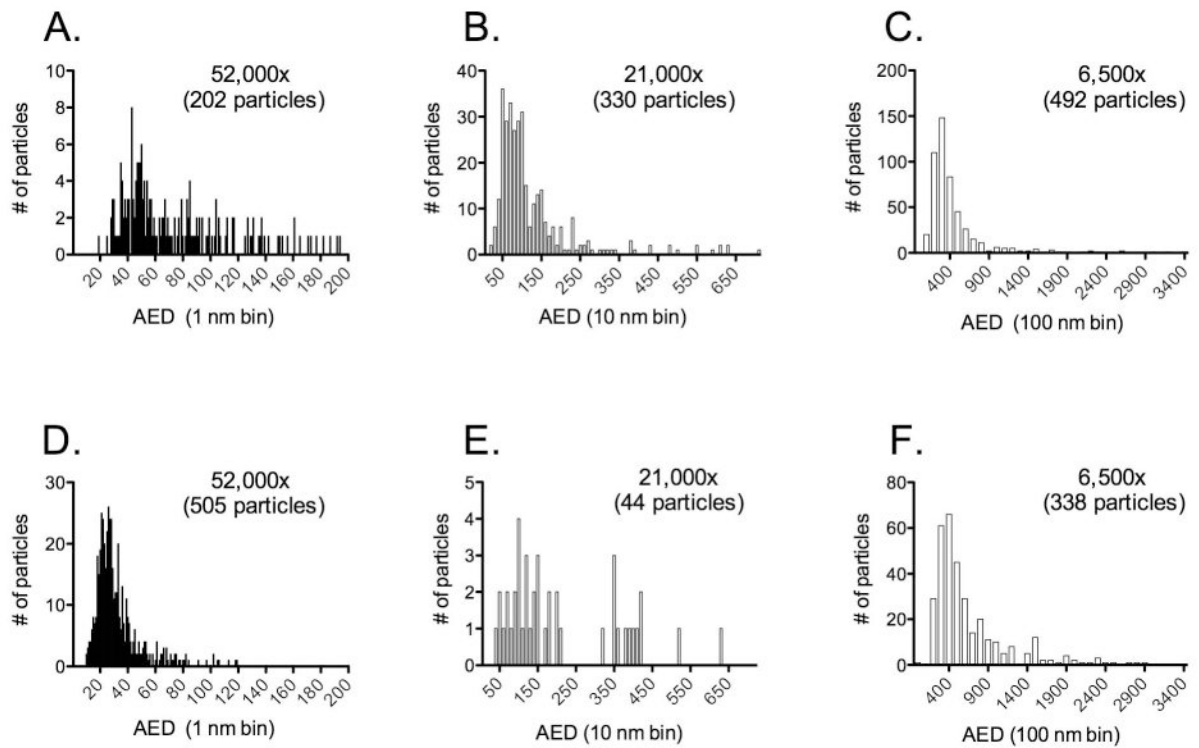 A.
52,000x
(202 particles)
# of particles
10
8
6
4
2
0
20 40 60 80 100 120 140 160 180 200
AED (1 nm bin)
B.
21,000x
(330 particles)
# of particles
40
30
20
10
0
50 150 250 350 450 550 650
AED (10 nm bin)
C.
6,500x
(492 particles)
# of particles
200
150
100
50
0
400 900 1400 1900 2400 2900 3400
AED (100 nm bin)
D.
52,000x
(505 particles)
# of particles
30
20
10
0
20 40 60 80 100 120 140 160 180 200
AED (1 nm bin)
E.
21,000x
(44 particles)
# of particles
5
4
3
2
1
0
50 150 250 350 450 550 650
AED (10 nm bin)
F.
6,500x
(338 particles)
# of particles
80
60
40
20
0
400 900 1400 1900 2400 2900 3400
AED (100 nm bin)